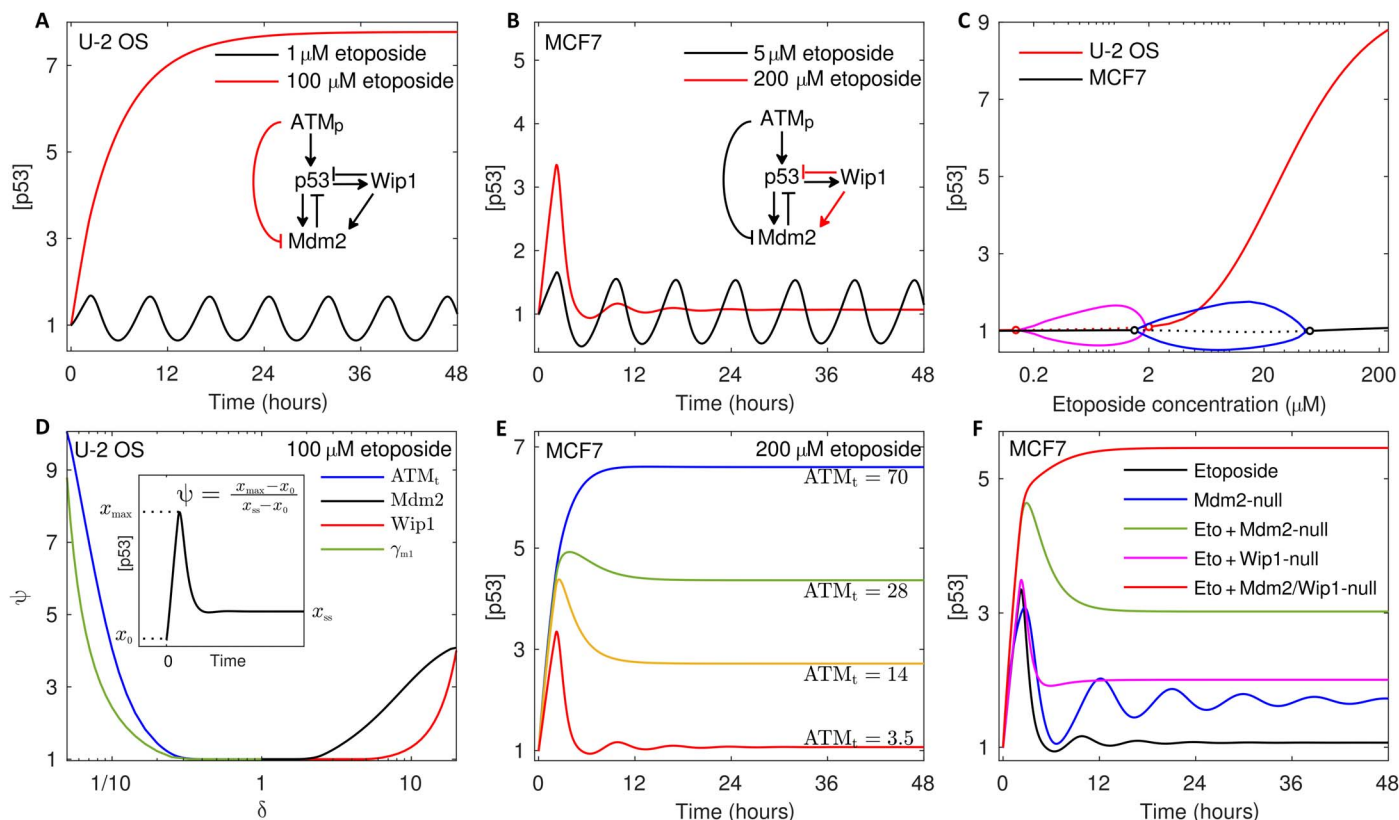 A
U-2 OS
1 μM etoposide
100 μM etoposide
ATMp
p53
Wip1
Mdm2
[p53]
7
5
3
1
0 12 24 36 48
Time (hours)
B
MCF7
5 μM etoposide
200 μM etoposide
ATMp
p53
Wip1
Mdm2
[p53]
5
4
3
2
1
0 12 24 36 48
Time (hours)
C
U-2 OS
MCF7
[p53]
9
7
5
3
1
0.2 2 20 200
Etoposide concentration (μM)
D
U-2 OS
100 μM etoposide
ATMt
Mdm2
Wip1
γm1
ψ = (xmax−x0)/(xss−x0)
xmax
[p53]
x0
xss
0
Time
ψ
9
7
5
3
1
1/10 1 10
δ
E
MCF7
200 μM etoposide
ATMt = 70
ATMt = 28
ATMt = 14
ATMt = 3.5
[p53]
7
5
3
1
0 12 24 36 48
Time (hours)
F
MCF7
Etoposide
Mdm2-null
Eto + Mdm2-null
Eto + Wip1-null
Eto + Mdm2/Wip1-null
[p53]
5
3
1
0 12 24 36 48
Time (hours)